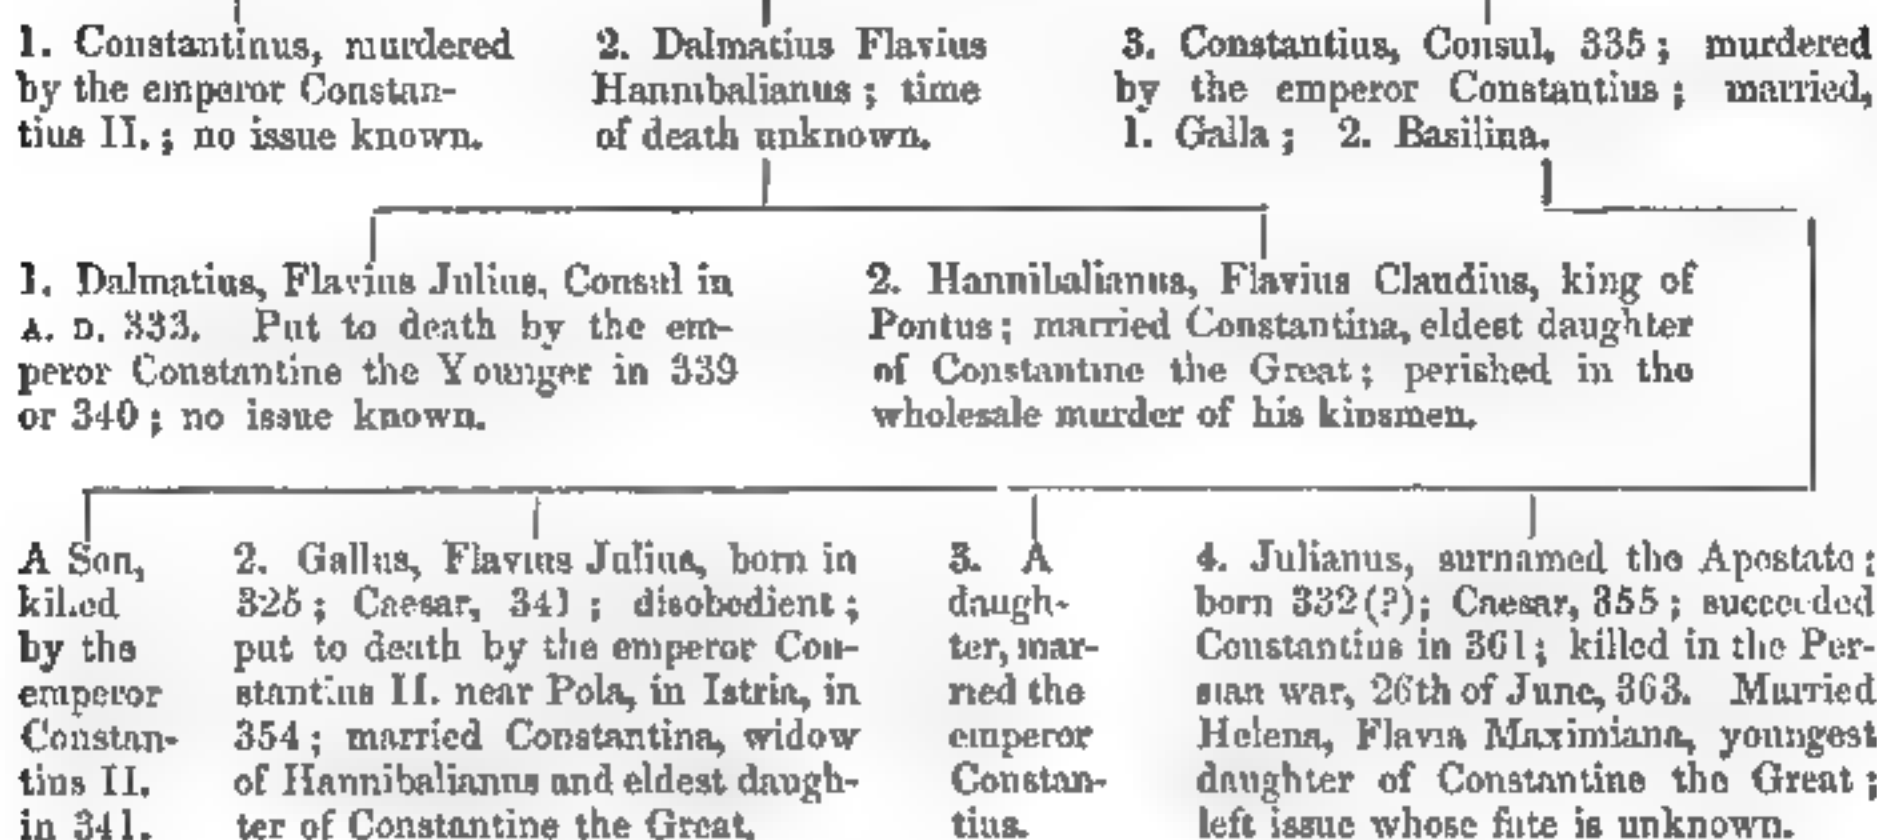 1. Constantinus, murdered
by the emperor Constan-
tius II. ; no issue known.
2. Dalmatius Flavius
Hannibalianus ; time
of death unknown.
3. Constantius, Consul, 335 ; murdered
by the emperor Constantius ; married,
1. Galla ; 2. Basilina.
1. Dalmatius, Flavius Julius, Consul in
A. D. 333. Put to death by the em-
peror Constantine the Younger in 339
or 340 ; no issue known.
2. Hannibalianus, Flavius Claudius, king of
Pontus ; married Constantina, eldest daughter
of Constantine the Great ; perished in the
wholesale murder of his kinsmen.
A Son,
killed
by the
emperor
Constan-
tius II.
in 341.
2. Gallus, Flavius Julius, born in
325 ; Caesar, 341 ; disobedient ;
put to death by the emperor Con-
stantius II. near Pola, in Istria, in
354 ; married Constantina, widow
of Hannibalianus and eldest daugh-
ter of Constantine the Great.
3. A
daugh-
ter, mar-
ried the
emperor
Constan-
tius.
4. Julianus, surnamed the Apostate ;
born 332(?); Caesar, 355 ; succeeded
Constantius in 361 ; killed in the Per-
sian war, 26th of June, 363. Married
Helena, Flavia Maximiana, youngest
daughter of Constantine the Great ;
left issue whose fate is unknown.